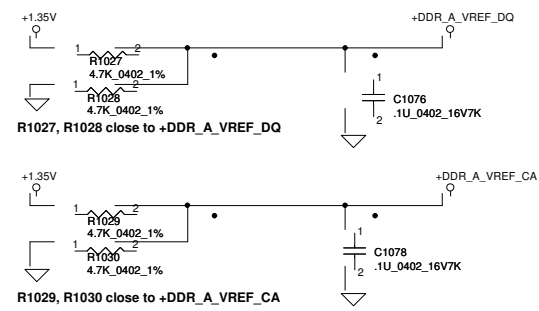 +1.35V
+DDR_A_VREF_DQ
1 2
R1027
4.7K_0402_1%
1 2
R1028
4.7K_0402_1%
1
C1076
.1U_0402_16V7K
2
R1027, R1028 close to +DDR_A_VREF_DQ
+1.35V
+DDR_A_VREF_CA
1 2
R1029
4.7K_0402_1%
1 2
R1030
4.7K_0402_1%
1
C1078
.1U_0402_16V7K
2
R1029, R1030 close to +DDR_A_VREF_CA